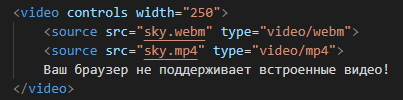 <video controls width="250">
<source src="sky.webm" type="video/webm">
<source src="sky.mp4" type="video/mp4">
Ваш браузер не поддерживает встроенные видео!
</video>